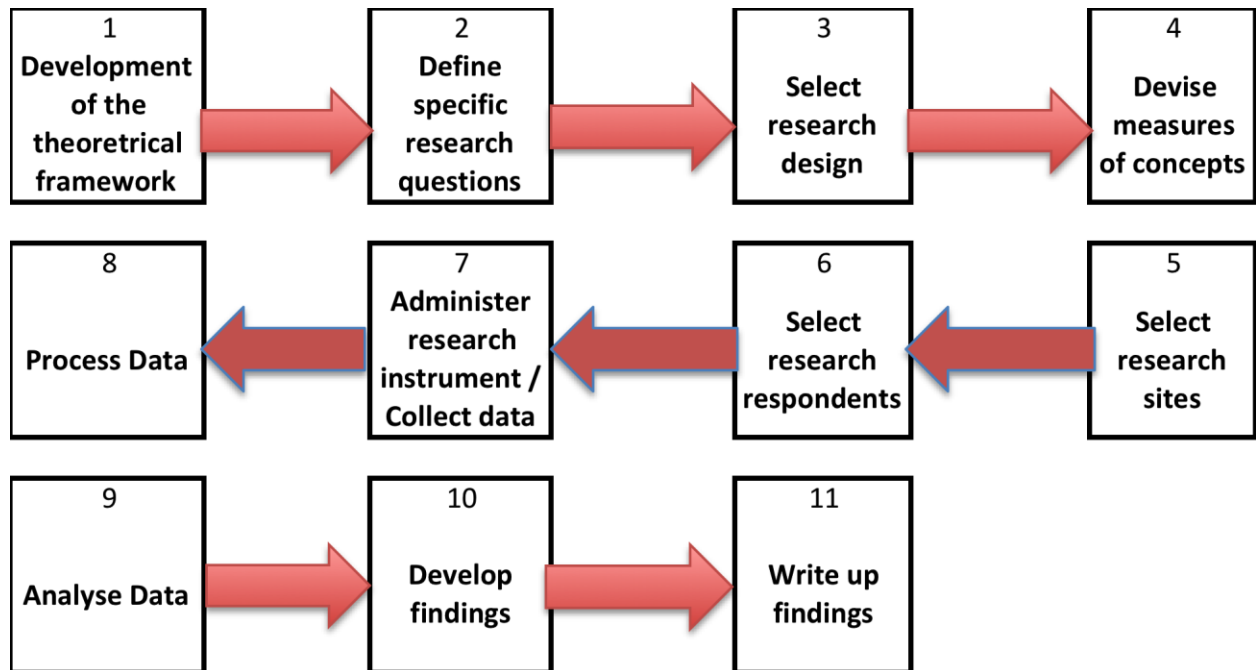 1
Development
of the
theoretrical
framework
2
Define
specific
research
questions
3
Select
research
design
4
Devise
measures
of concepts
8
Process Data
7
Administer
research
instrument /
Collect data
6
Select
research
respondents
5
Select
research
sites
9
Analyse Data
10
Develop
findings
11
Write up
findings